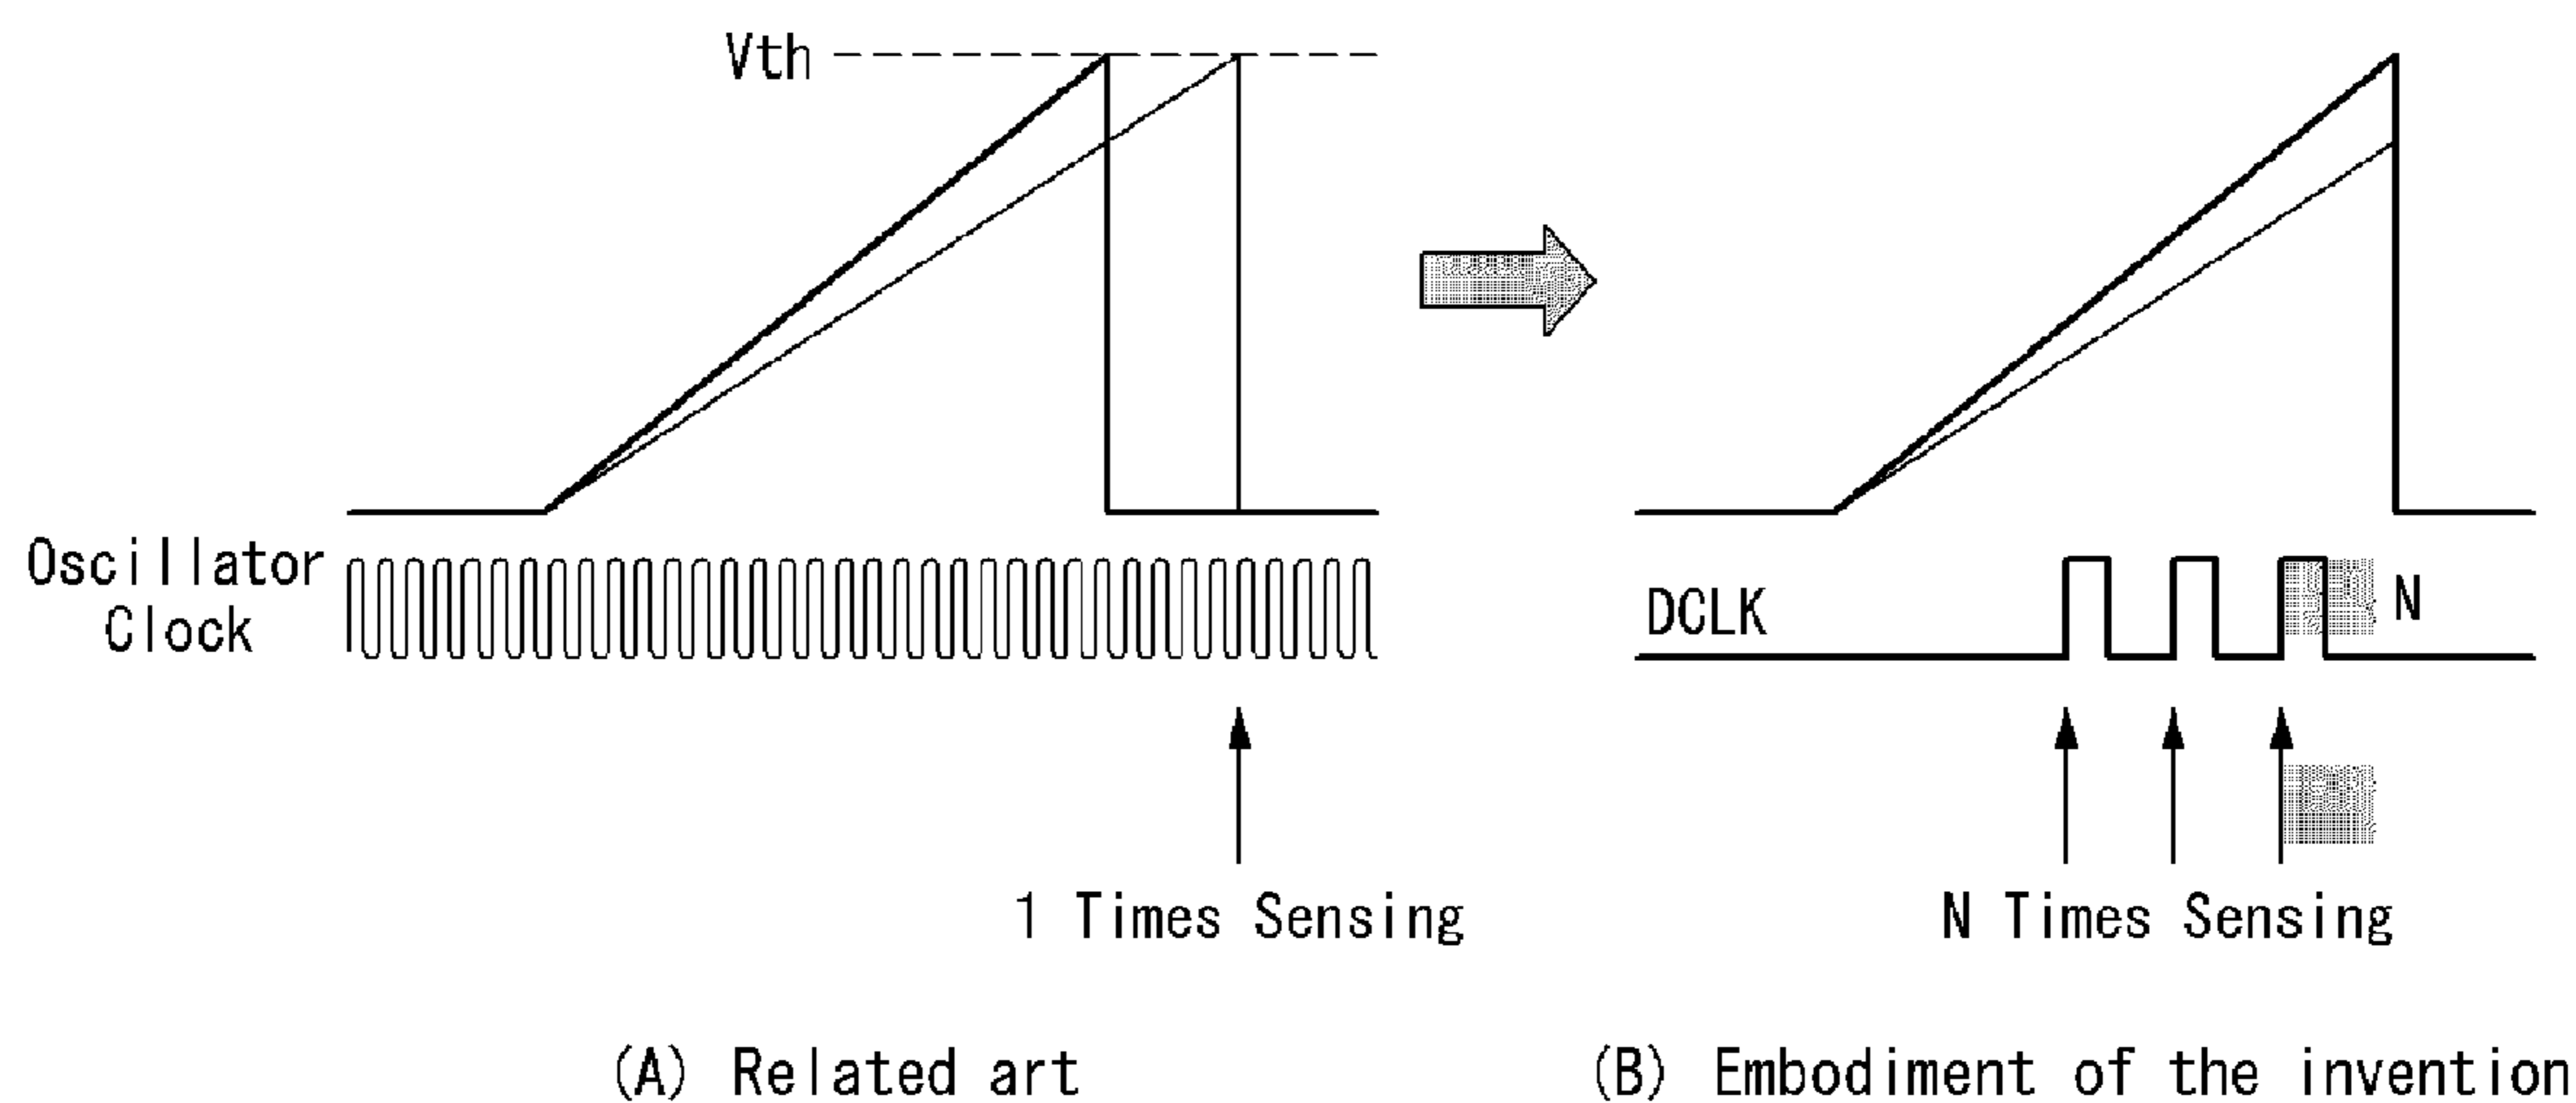 Vth
Oscillator
Clock
DCLK
N
1 Times Sensing
N Times Sensing
(A) Related art
(B) Embodiment of the invention